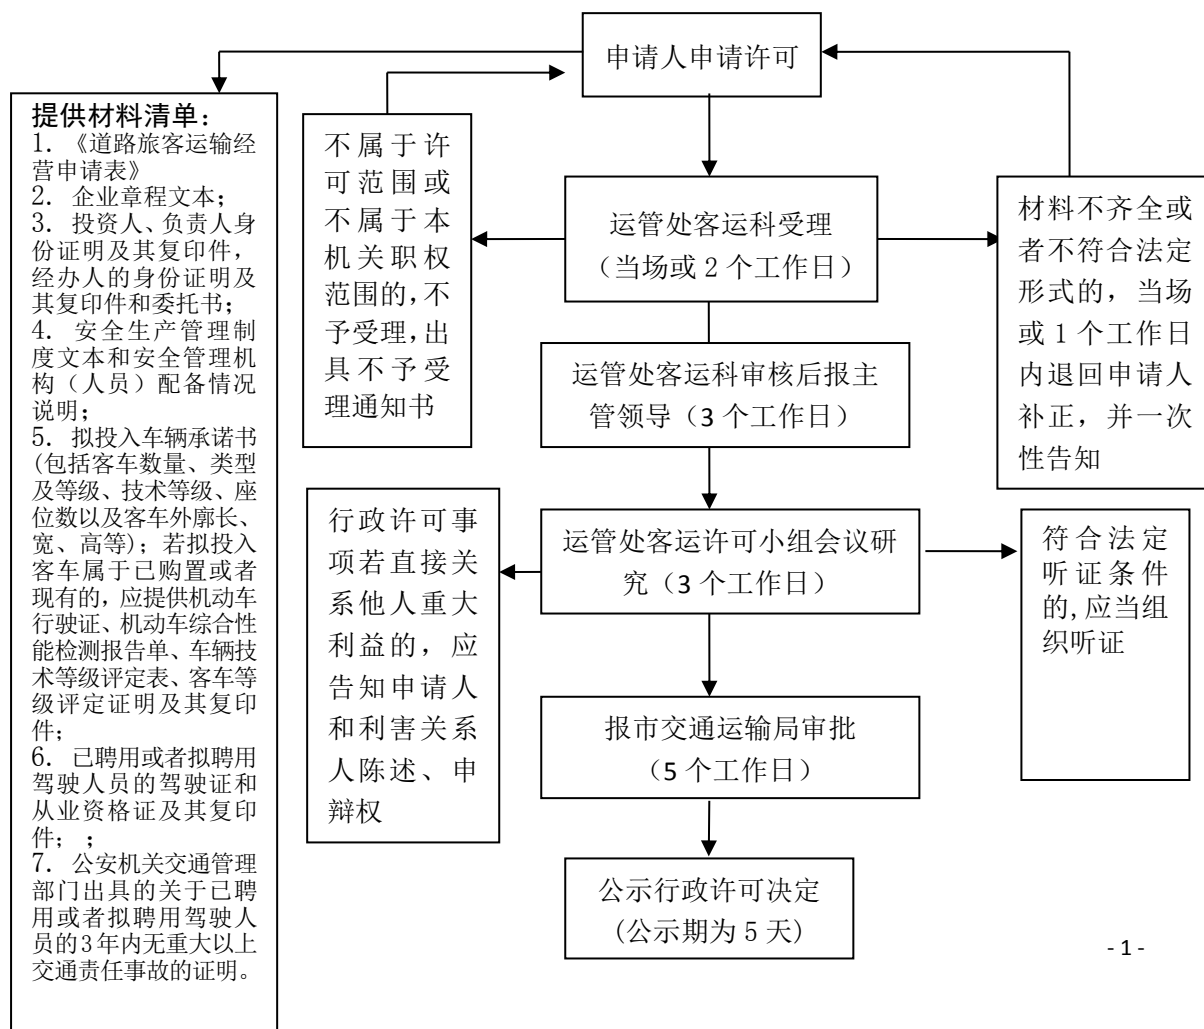 申请人申请许可
提供材料清单：
1. 《道路旅客运输经
营申请表》
2. 企业章程文本；
3. 投资人、负责人身
份证明及其复印件，
经办人的身份证明及
其复印件和委托书；
4. 安全生产管理制
度文本和安全管理机
构（人员）配备情况
说明；
5. 拟投入车辆承诺书
(包括客车数量、类型
及等级、技术等级、座
位数以及客车外廓长、
宽、高等)；若拟投入
客车属于已购置或者
现有的，应提供机动车
行驶证、机动车综合性
能检测报告单、车辆技
术等级评定表、客车等
级评定证明及其复印
件；
6. 已聘用或者拟聘用
驾驶人员的驾驶证和
从业资格证及其复印
件； ；
7. 公安机关交通管理
部门出具的关于已聘
用或者拟聘用驾驶人
员的3年内无重大以上
交通责任事故的证明。
不属于许
可范围或
不属于本
机关职权
范围的，不
予受理，出
具不予受
理通知书
运管处客运科受理
（当场或 2 个工作日）
材料不齐全或
者不符合法定
形式的，当场
或 1 个工作日
内退回申请人
补正，并一次
性告知
运管处客运科审核后报主
管领导（3 个工作日）
行政许可事
项若直接关
系他人重大
利益的，应
告知申请人
和利害关系
人陈述、申
辩权
运管处客运许可小组会议研
究（3 个工作日）
符合法定
听证条件
的,应当组
织听证
报市交通运输局审批
（5 个工作日）
公示行政许可决定
(公示期为 5 天)
- 1 -